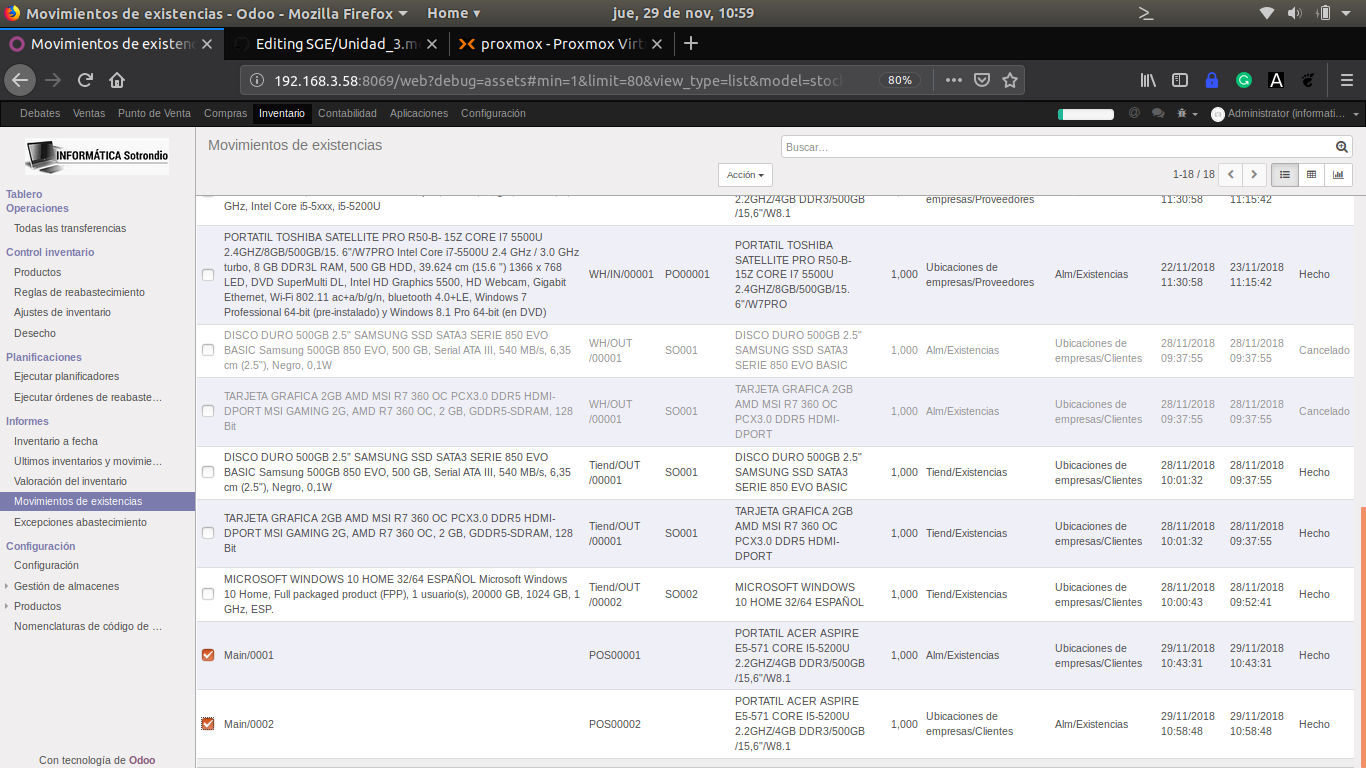 Movimientos de existencias - Odoo - Mozilla Firefox
Home
jue, 29 de nov, 10:59
Movimientos de existenc
Editing SGE/Unidad_3.m
proxmox - Proxmox Virt
192.168.3.58:8069/web?debug=assets#min=1&limit=80&view_type=list&model=stoc
80%
Debates
Ventas
Punto de Venta
Compras
Inventario
Contabilidad
Aplicaciones
Configuración
Administrator (informati...
INFORMÁTICA Sotrondio
Tablero
Operaciones
Todas las transferencias
Control inventario
Productos
Reglas de reabastecimiento
Ajustes de inventario
Desecho
Planificaciones
Ejecutar planificadores
Ejecutar órdenes de reabaste...
Informes
Inventario a fecha
Últimos inventarios y movimie...
Valoración del inventario
Movimientos de existencias
Excepciones abastecimiento
Configuración
Configuración
Gestión de almacenes
Productos
Nomenclaturas de código de ...
Con tecnología de Odoo
Movimientos de existencias
Buscar...
Acción
1-18 / 18
GHz, Intel Core i5-5xxx, i5-5200U
2.2GHZ/4GB DDR3/500GB
/15,6"/W8.1
empresas/Proveedores
11:30:58
11:15:42
PORTATIL TOSHIBA SATELLITE PRO R50-B- 15Z CORE I7 5500U
2.4GHZ/8GB/500GB/15. 6"/W7PRO Intel Core i7-5500U 2.4 GHz / 3.0 GHz
turbo, 8 GB DDR3L RAM, 500 GB HDD, 39.624 cm (15.6 ") 1366 x 768
LED, DVD SuperMulti DL, Intel HD Graphics 5500, HD Webcam, Gigabit
Ethernet, Wi-Fi 802.11 ac+a/b/g/n, bluetooth 4.0+LE, Windows 7
Professional 64-bit (pre-instalado) y Windows 8.1 Pro 64-bit (en DVD)
WH/IN/00001
PO00001
PORTATIL TOSHIBA
SATELLITE PRO R50-B-
15Z CORE I7 5500U
2.4GHZ/8GB/500GB/15.
6"/W7PRO
1,000
Ubicaciones de
empresas/Proveedores
Alm/Existencias
22/11/2018
11:30:58
23/11/2018
11:15:42
Hecho
DISCO DURO 500GB 2.5" SAMSUNG SSD SATA3 SERIE 850 EVO
BASIC Samsung 500GB 850 EVO, 500 GB, Serial ATA III, 540 MB/s, 6,35
cm (2.5"), Negro, 0,1W
WH/OUT
/00001
SO001
DISCO DURO 500GB 2.5"
SAMSUNG SSD SATA3
SERIE 850 EVO BASIC
1,000
Alm/Existencias
Ubicaciones de
empresas/Clientes
28/11/2018
09:37:55
28/11/2018
09:37:55
Cancelado
TARJETA GRAFICA 2GB AMD MSI R7 360 OC PCX3.0 DDR5 HDMI-
DPORT MSI GAMING 2G, AMD R7 360 OC, 2 GB, GDDR5-SDRAM, 128
Bit
WH/OUT
/00001
SO001
TARJETA GRAFICA 2GB
AMD MSI R7 360 OC
PCX3.0 DDR5 HDMI-
DPORT
1,000
Alm/Existencias
Ubicaciones de
empresas/Clientes
28/11/2018
09:37:55
28/11/2018
09:37:55
Cancelado
DISCO DURO 500GB 2.5" SAMSUNG SSD SATA3 SERIE 850 EVO
BASIC Samsung 500GB 850 EVO, 500 GB, Serial ATA III, 540 MB/s, 6,35
cm (2.5"), Negro, 0,1W
Tiend/OUT
/00001
SO001
DISCO DURO 500GB 2.5"
SAMSUNG SSD SATA3
SERIE 850 EVO BASIC
1,000
Tiend/Existencias
Ubicaciones de
empresas/Clientes
28/11/2018
10:01:32
28/11/2018
09:37:55
Hecho
TARJETA GRAFICA 2GB AMD MSI R7 360 OC PCX3.0 DDR5 HDMI-
DPORT MSI GAMING 2G, AMD R7 360 OC, 2 GB, GDDR5-SDRAM, 128
Bit
Tiend/OUT
/00001
SO001
TARJETA GRAFICA 2GB
AMD MSI R7 360 OC
PCX3.0 DDR5 HDMI-
DPORT
1,000
Tiend/Existencias
Ubicaciones de
empresas/Clientes
28/11/2018
10:01:32
28/11/2018
09:37:55
Hecho
MICROSOFT WINDOWS 10 HOME 32/64 ESPAÑOL Microsoft Windows
10 Home, Full packaged product (FPP), 1 usuario(s), 20000 GB, 1024 GB, 1
GHz, ESP.
Tiend/OUT
/00002
SO002
MICROSOFT WINDOWS
10 HOME 32/64 ESPAÑOL
1,000
Tiend/Existencias
Ubicaciones de
empresas/Clientes
28/11/2018
10:00:43
28/11/2018
09:52:41
Hecho
Main/0001
POS00001
PORTATIL ACER ASPIRE
E5-571 CORE I5-5200U
2.2GHZ/4GB DDR3/500GB
/15,6"/W8.1
1,000
Alm/Existencias
Ubicaciones de
empresas/Clientes
29/11/2018
10:43:31
29/11/2018
10:43:31
Hecho
Main/0002
POS00002
PORTATIL ACER ASPIRE
E5-571 CORE I5-5200U
2.2GHZ/4GB DDR3/500GB
/15,6"/W8.1
1,000
Ubicaciones de
empresas/Clientes
Alm/Existencias
29/11/2018
10:58:48
29/11/2018
10:58:48
Hecho